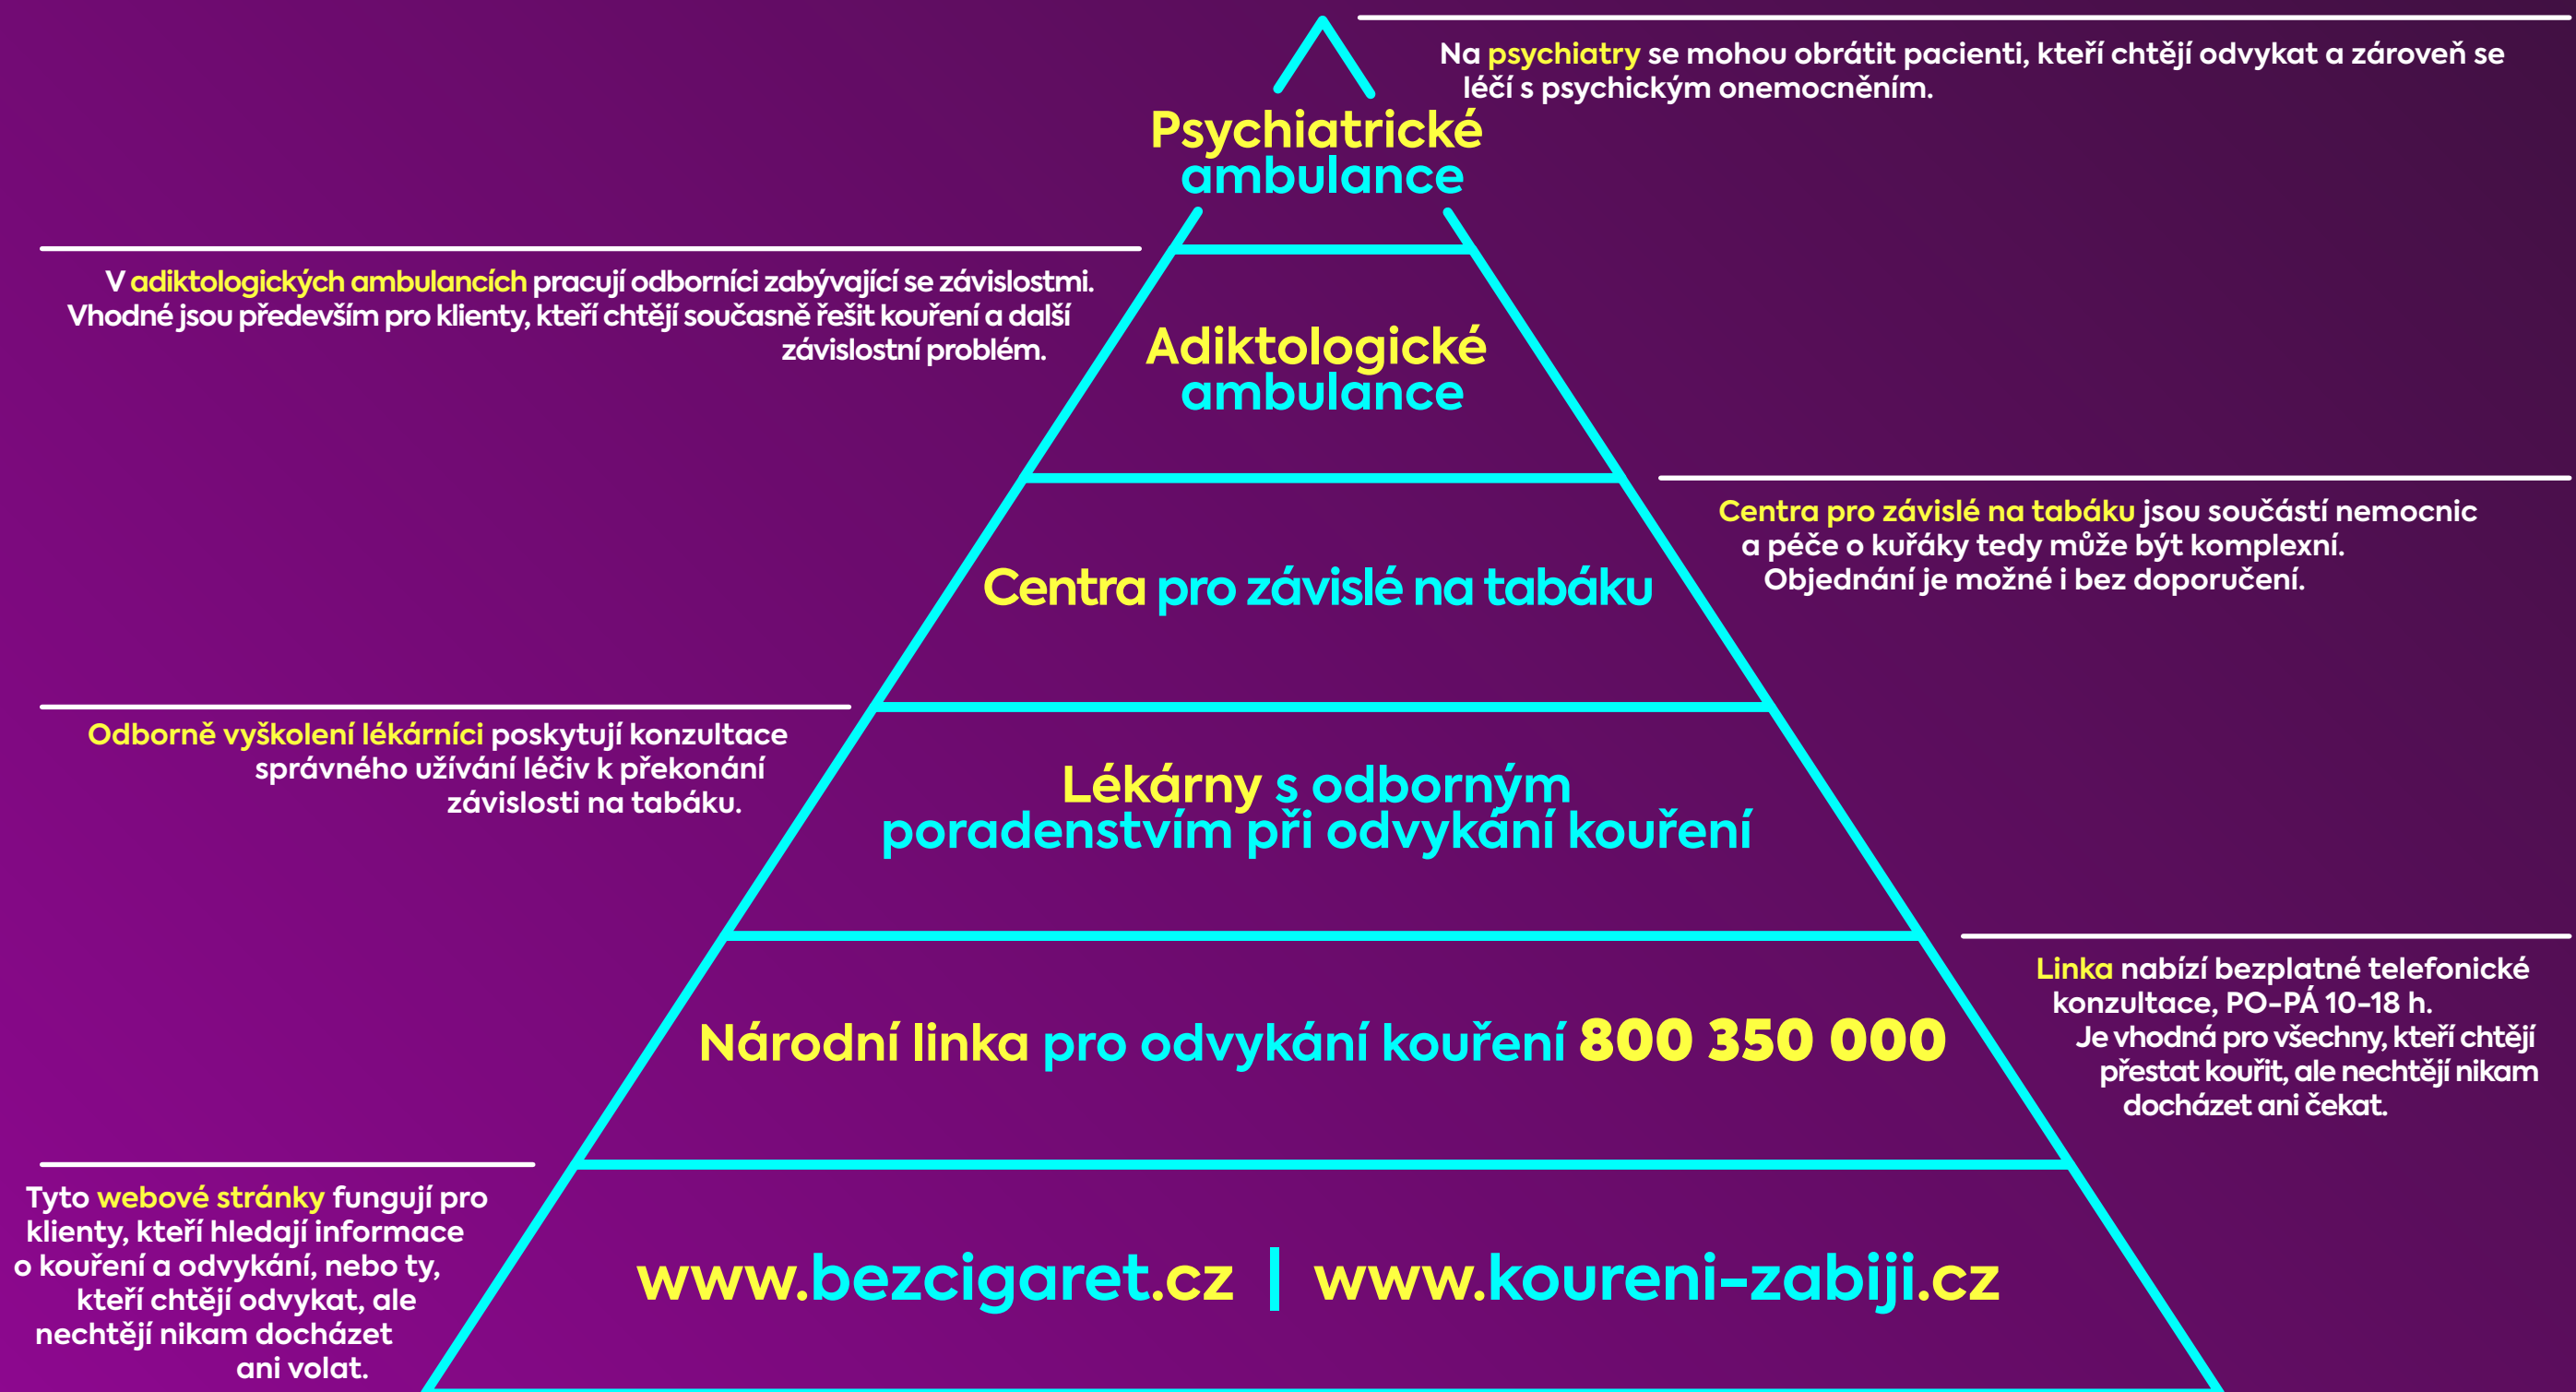 Na psychiatry se mohou obrátit pacienti, kteří chtějí odvykat a zároveň se
léčí s psychickým onemocněním.
Psychiatrické
ambulance
V adiktologických ambulancích pracují odborníci zabývající se závislostmi.
Vhodné jsou především pro klienty, kteří chtějí současně řešit kouření a další
závislostní problém.
Adiktologické
ambulance
Centra pro závislé na tabáku jsou součástí nemocnic
a péče o kuřáky tedy může být komplexní.
Objednání je možné i bez doporučení.
Centra pro závislé na tabáku
Odborně vyškolení lékárníci poskytují konzultace
správného užívání léčiv k překonání
závislosti na tabáku.
Lékárny s odborným
poradenstvím při odvykání kouření
Linka nabízí bezplatné telefonické
konzultace, PO-PÁ 10-18 h.
Je vhodná pro všechny, kteří chtějí
přestat kouřit, ale nechtějí nikam
docházet ani čekat.
Národní linka pro odvykání kouření 800 350 000
Tyto webové stránky fungují pro
klienty, kteří hledají informace
o kouření a odvykání, nebo ty,
kteří chtějí odvykat, ale
nechtějí nikam docházet
ani volat.
www.bezcigaret.cz | www.koureni-zabiji.cz